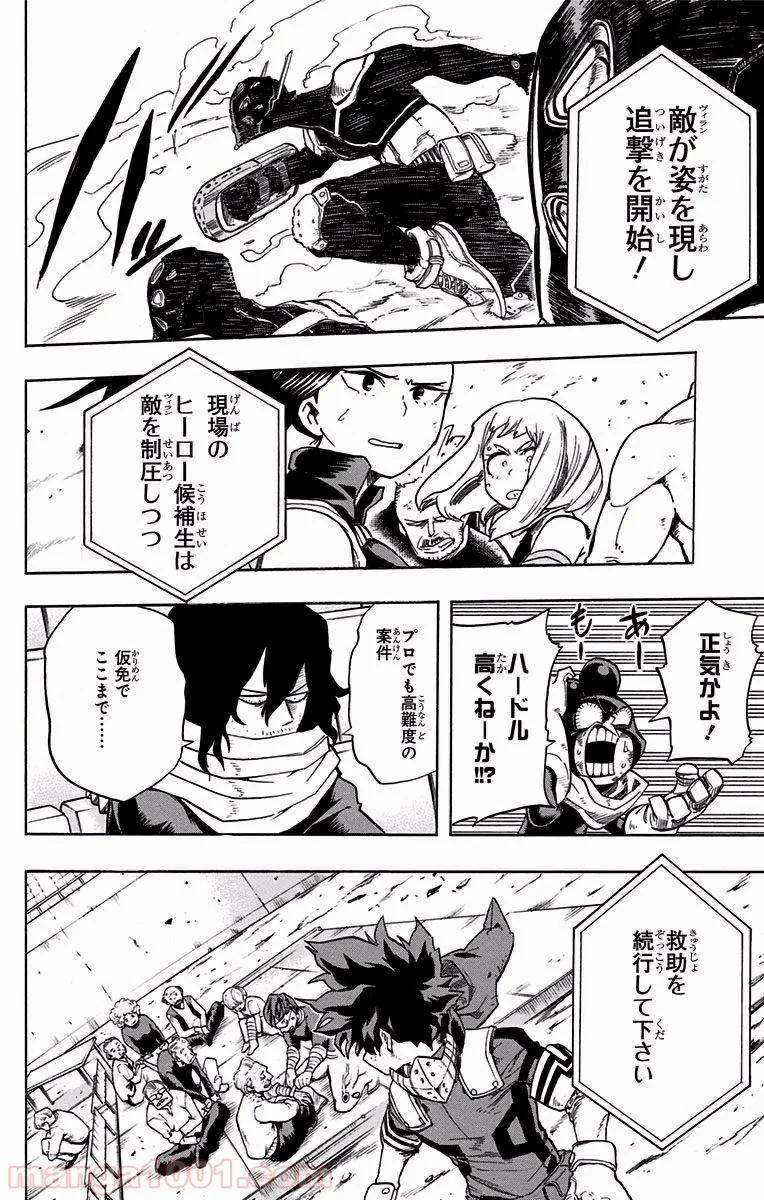 敵が姿を現し
追撃を開始!
現場の
ヒーロー候補生は
敵を制圧しつつ
正気かよ!
あーもー
ハードル
高くねーか!!?
プロでも高難度の
案件
仮免で
ここまで……
救助を
続行して下さい
manga1001.com